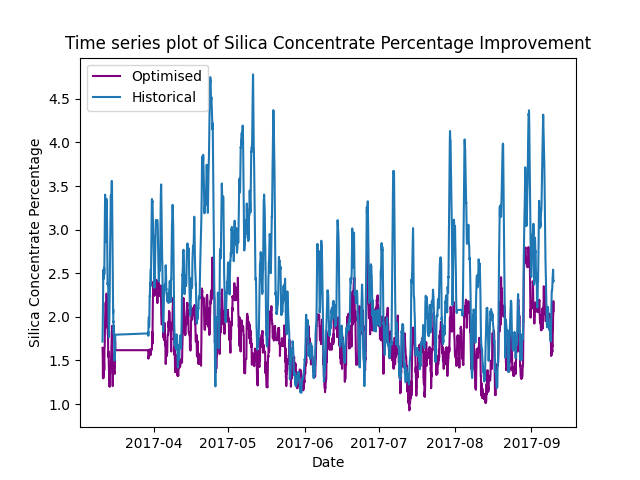 Time series plot of Silica Concentrate Percentage Improvement
Optimised
Historical
Silica Concentrate Percentage
4.5
4.0
3.5
3.0
2.5
2.0
1.5
1.0
2017-04 2017-05 2017-06 2017-07 2017-08 2017-09
Date